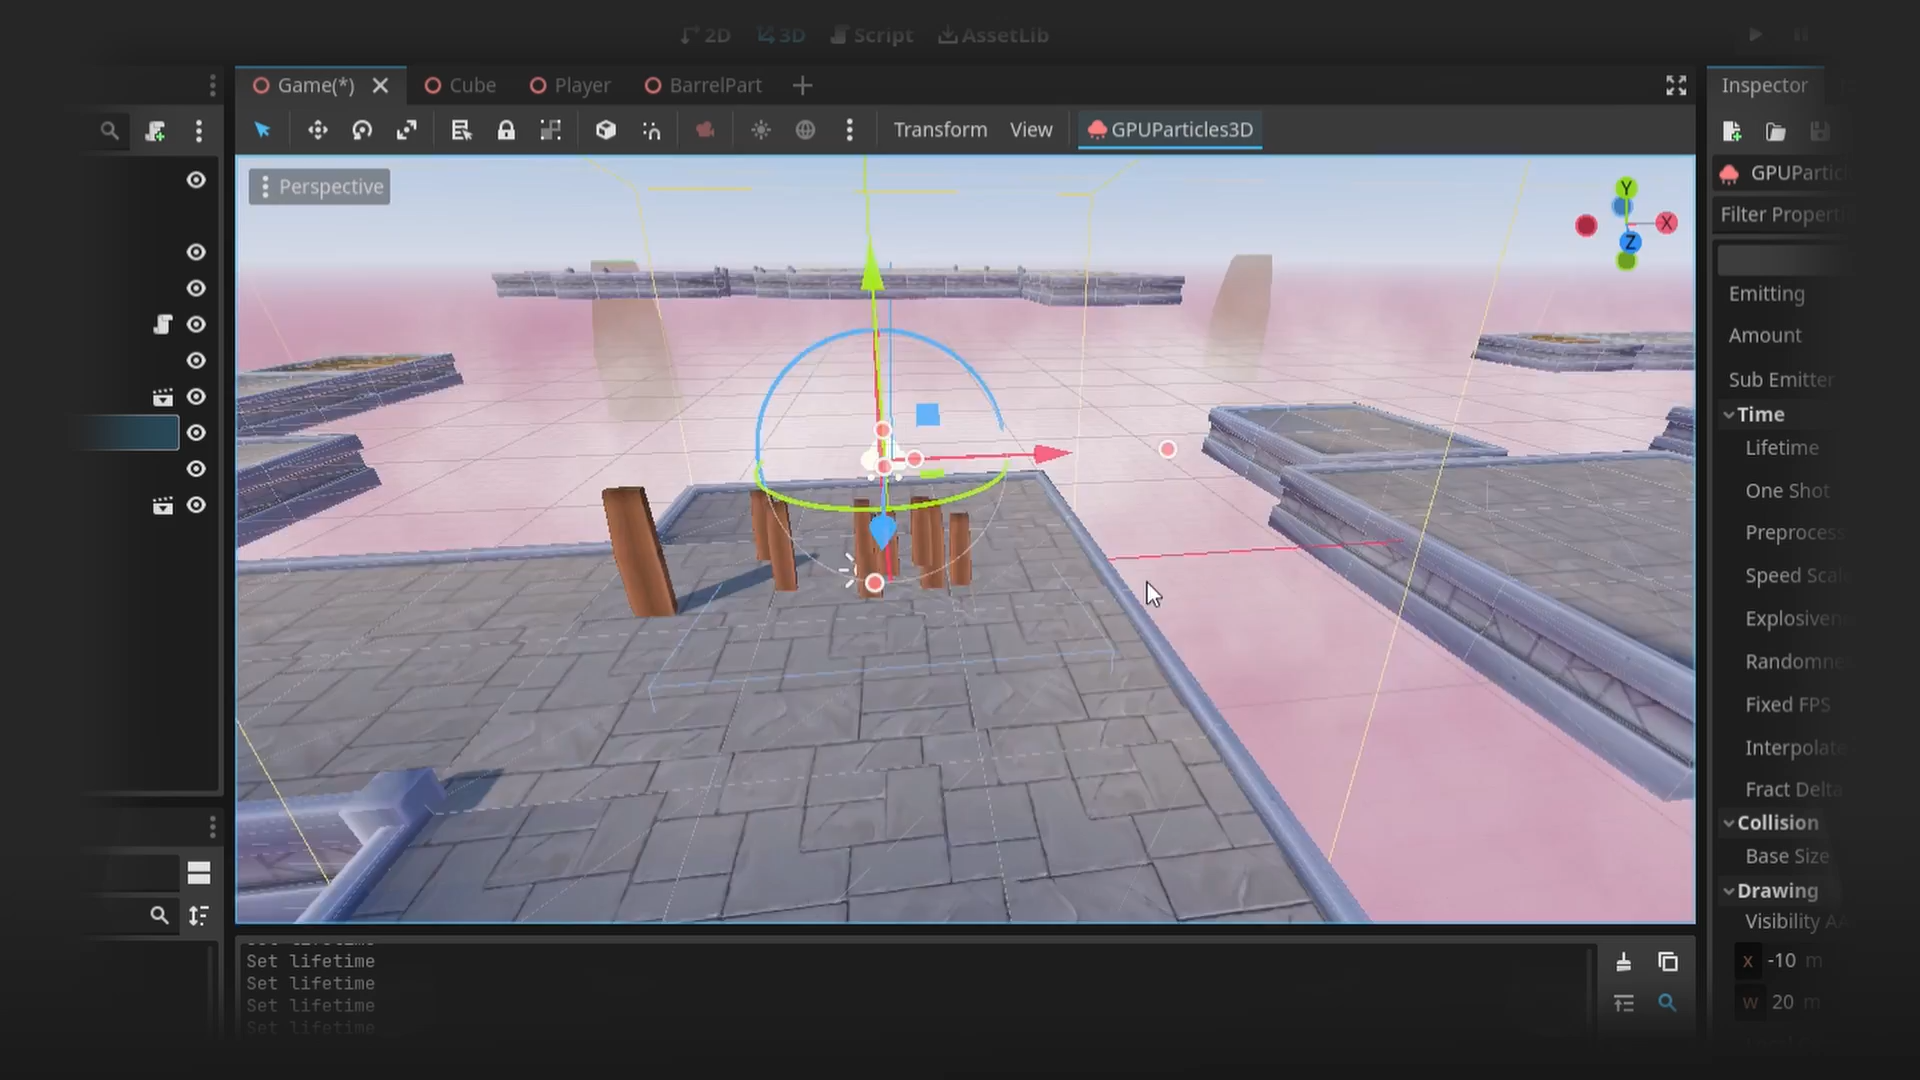 2D 3D Script AssetLib
Game(*) Cube Player BarrelPart
Inspector
Transform View GPUParticles3D
Perspective
Y
X
Z
GPUPartic
Filter Propert
Emitting
Amount
Sub Emitter
Time
Lifetime
One Shot
Preprocess
Speed Scal
Explosiven
Randomne
Fixed FPS
Interpolate
Fract Delta
Collision
Base Size
Drawing
Visibility AA
x -10 m
w 20 m
Set lifetime
Set lifetime
Set lifetime
Set lifetime